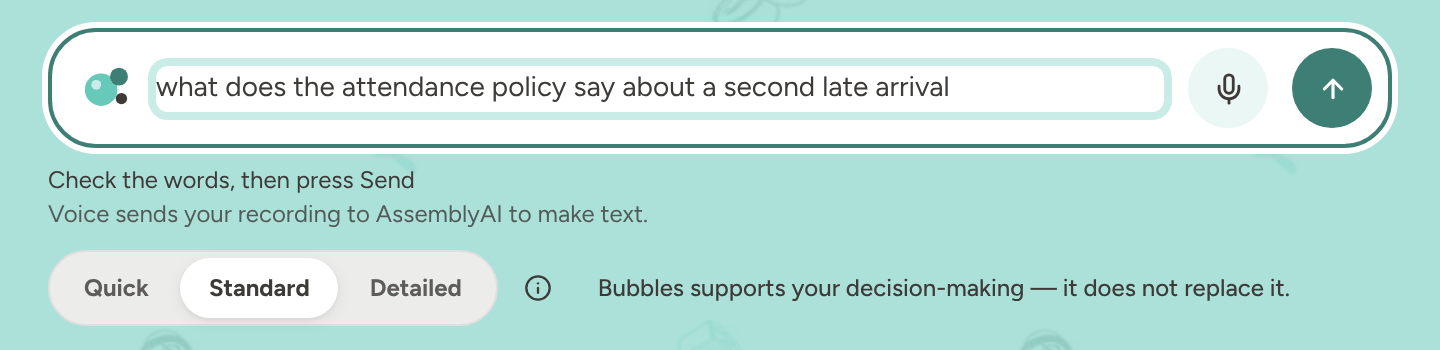 what does the attendance policy say about a second late arrival
Check the words, then press Send
Voice sends your recording to AssemblyAI to make text.
Quick Standard Detailed Bubbles supports your decision-making — it does not replace it.